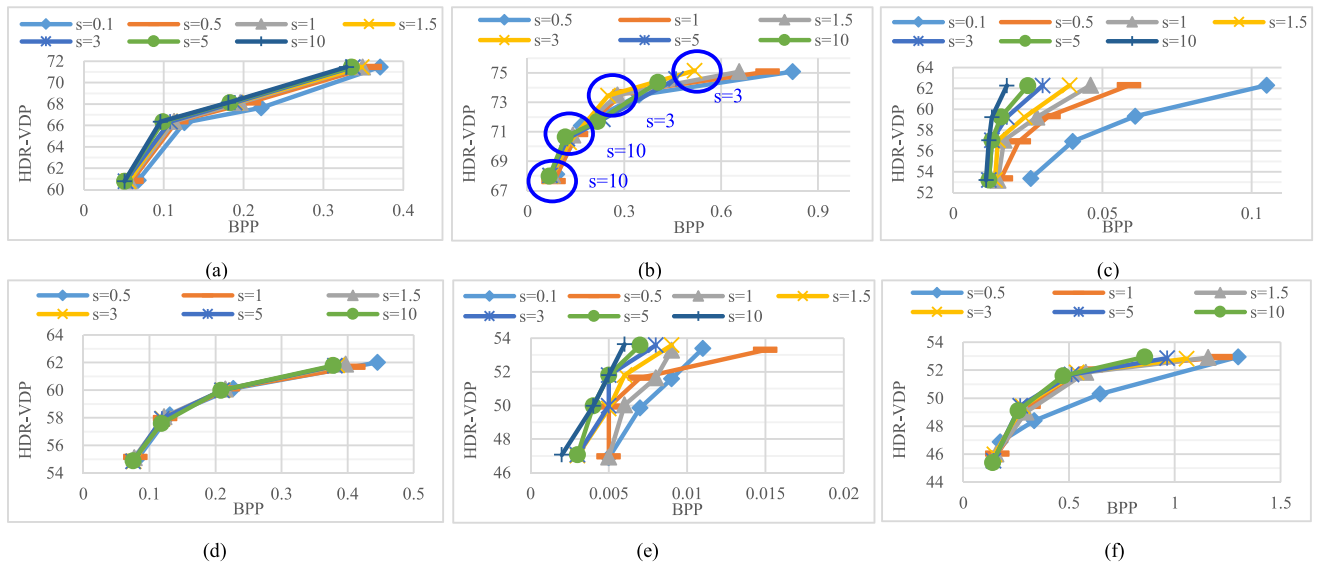 s=0.1 s=0.5 s=1 s=1.5
s=3 s=5 s=10
HDR-VDP
72
70
68
66
64
62
60
0 0.1 0.2 0.3 0.4
BPP
(a)
s=0.5 s=1 s=1.5
s=3 s=5 s=10
HDR-VDP
75
73
71
69
67
s=3
s=3
s=10
s=10
0 0.3 0.6 0.9
BPP
(b)
s=0.1 s=0.5 s=1 s=1.5
s=3 s=5 s=10
HDR-VDP
62
60
58
56
54
52
0 0.05 0.1
BPP
(c)
s=0.5 s=1 s=1.5
s=3 s=5 s=10
HDR-VDP
64
62
60
58
56
54
0 0.1 0.2 0.3 0.4 0.5
BPP
(d)
s=0.1 s=0.5 s=1 s=1.5
s=3 s=5 s=10
HDR-VDP
54
52
50
48
46
0 0.005 0.01 0.015 0.02
BPP
(e)
s=0.5 s=1 s=1.5
s=3 s=5 s=10
HDR-VDP
54
52
50
48
46
44
0 0.5 1 1.5
BPP
(f)